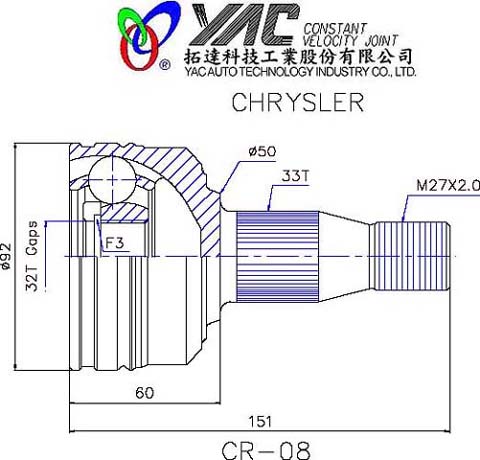 YAC CONSTANT
VELOCITY JOINT
拓達科技工業股份有限公司
® YAC AUTO TECHNOLOGY INDUSTRY CO., LTD.
CHRYSLER
ø50
33T
M27X2.0
ø92
32T Gaps
F3
60
151
CR-08